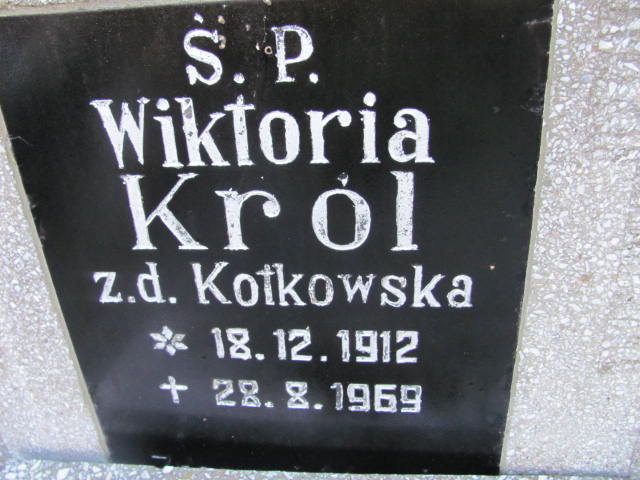 Ś. P.
Wiktoria
Król
z.d. Kotkowska
* 18.12.1912
+ 28.8.1969